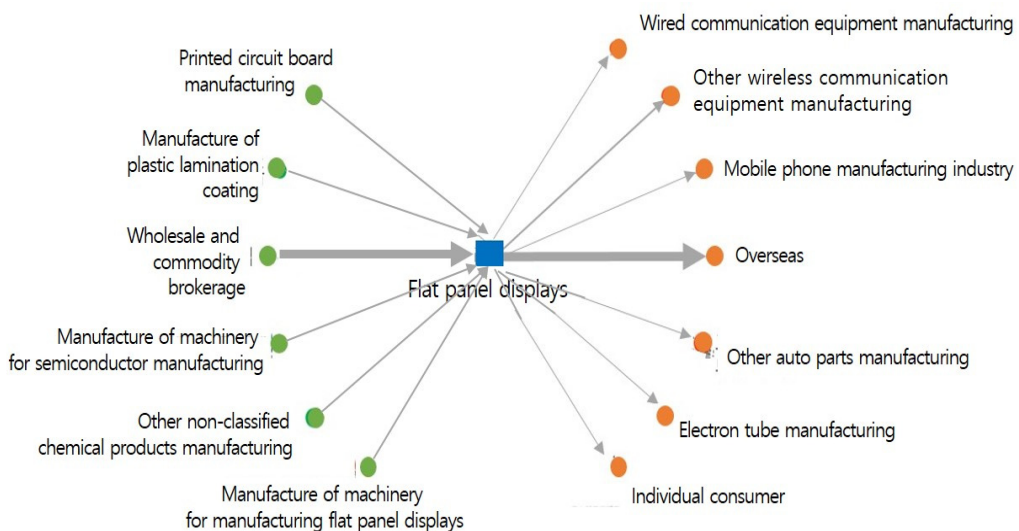 Printed circuit board
manufacturing
Manufacture of
plastic lamination
coating
Wholesale and
commodity
brokerage
Manufacture of machinery
for semiconductor manufacturing
Other non-classified
chemical products manufacturing
Manufacture of machinery
for manufacturing flat panel displays
Flat panel displays
Wired communication equipment manufacturing
Other wireless communication
equipment manufacturing
Mobile phone manufacturing industry
Overseas
Other auto parts manufacturing
Electron tube manufacturing
Individual consumer